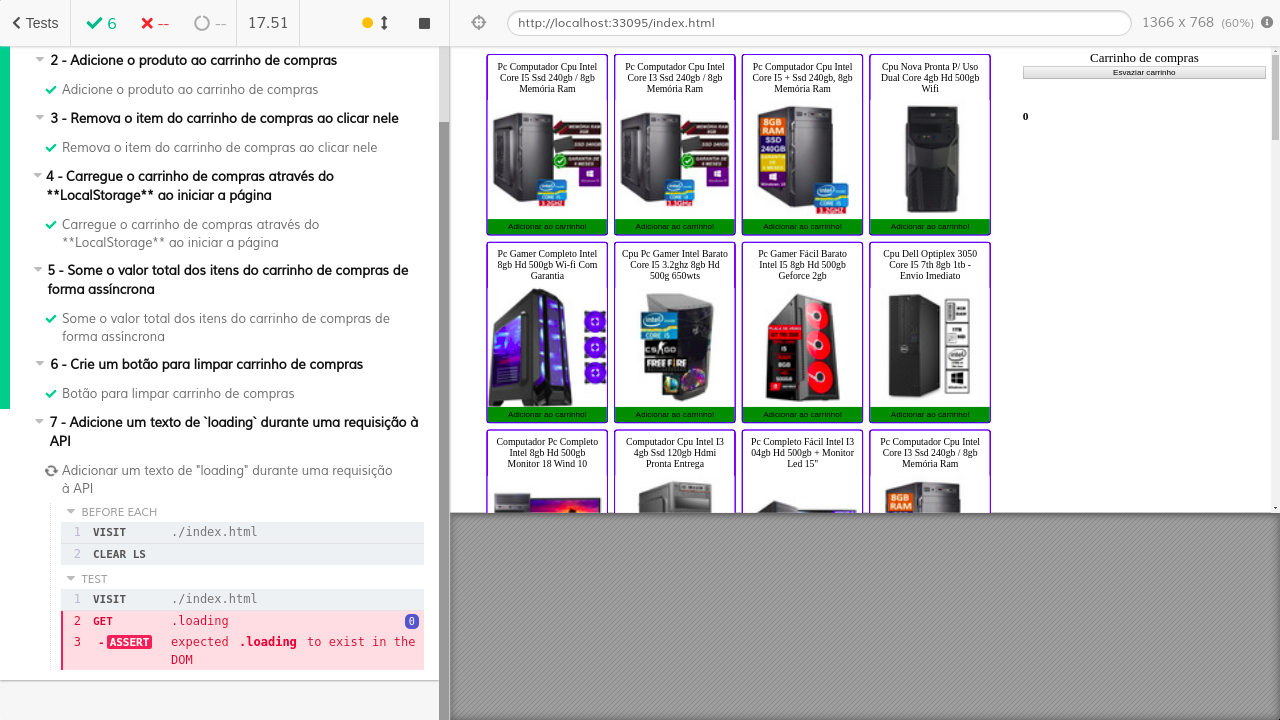 Tests
6
--
--
17.51
http://localhost:33095/index.html
1366 x 768 (60%)
2 - Adicione o produto ao carrinho de compras
Adicione o produto ao carrinho de compras
3 - Remova o item do carrinho de compras ao clicar nele
Remova o item do carrinho de compras ao clicar nele
4 - Carregue o carrinho de compras através do
**LocalStorage** ao iniciar a página
Carregue o carrinho de compras através do
**LocalStorage** ao iniciar a página
5 - Some o valor total dos itens do carrinho de compras de
forma assíncrona
Some o valor total dos itens do carrinho de compras de
forma assíncrona
6 - Crie um botão para limpar carrinho de compras
Botão para limpar carrinho de compras
7 - Adicione um texto de `loading` durante uma requisição à
API
Adicionar um texto de "loading" durante uma requisição
à API
BEFORE EACH
1 VISIT ./index.html
2 CLEAR LS
TEST
1 VISIT ./index.html
2 GET .loading 0
3 - ASSERT expected .loading to exist in the
DOM
Pc Computador Cpu Intel
Core I5 Ssd 240gb / 8gb
Memória Ram
Adicionar ao carrinho!
Pc Computador Cpu Intel
Core I3 Ssd 240gb / 8gb
Memória Ram
Adicionar ao carrinho!
Pc Computador Cpu Intel
Core I5 + Ssd 240gb, 8gb
Memória Ram
8GB
RAM
SSD
240GB
Adicionar ao carrinho!
Cpu Nova Pronta P/ Uso
Dual Core 4gb Hd 500gb
Wifi
Adicionar ao carrinho!
Pc Gamer Completo Intel
8gb Hd 500gb Wi-fi Com
Garantia
Adicionar ao carrinho!
Cpu Pc Gamer Intel Barato
Core I5 3.2ghz 8gb Hd
500g 650wts
intel
CORE i5
CS:GO
FREE FIRE
Adicionar ao carrinho!
Pc Gamer Fácil Barato
Intel I5 8gb Hd 500gb
Geforce 2gb
Adicionar ao carrinho!
Cpu Dell Optiplex 3050
Core I5 7th 8gb 1tb -
Envio Imediato
Adicionar ao carrinho!
Computador Pc Completo
Intel 8gb Hd 500gb
Monitor 18 Wind 10
Computador Cpu Intel I3
4gb Ssd 120gb Hdmi
Pronta Entrega
Pc Completo Fácil Intel I3
04gb Hd 500gb + Monitor
Led 15"
Pc Computador Cpu Intel
Core I3 Ssd 240gb / 8gb
Memória Ram
8GB
RAM
Carrinho de compras
Esvaziar carrinho
0